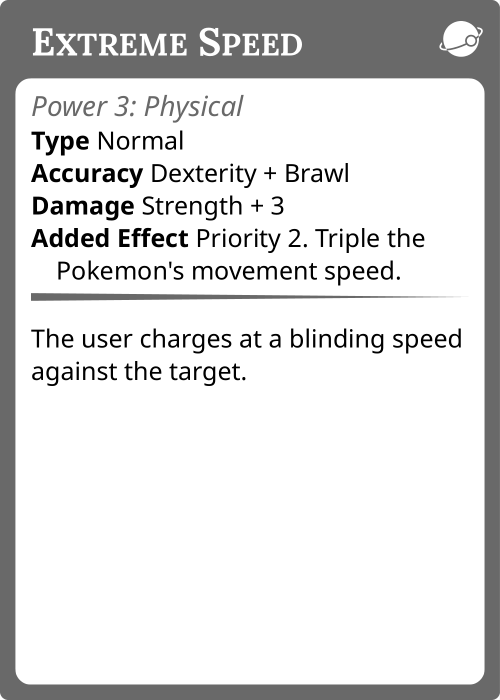 Extreme Speed
Power 3: Physical
Type Normal
Accuracy Dexterity + Brawl
Damage Strength + 3
Added Effect Priority 2. Triple the
Pokemon's movement speed.
The user charges at a blinding speed
against the target.